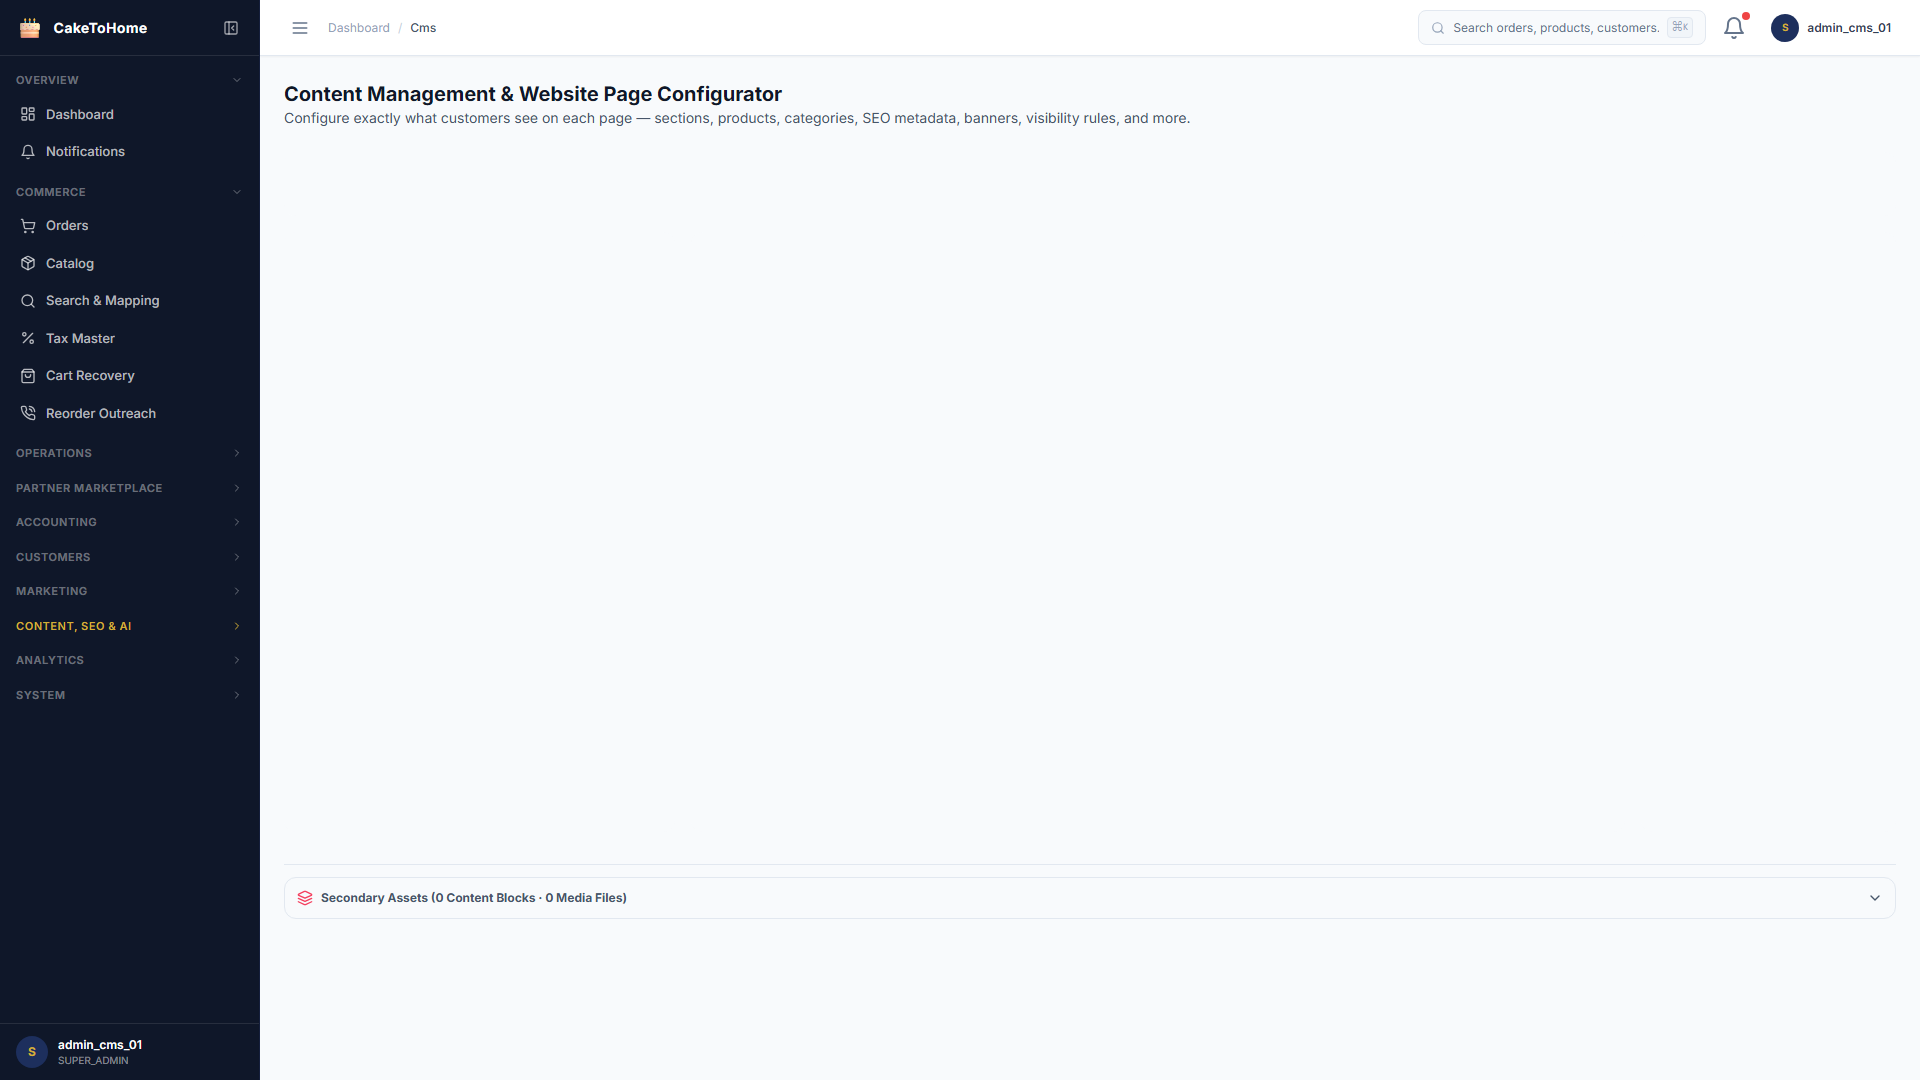 CakeToHome
Dashboard / Cms
Search orders, products, customers.
⌘K
S
admin_cms_01
OVERVIEW
Dashboard
Notifications
COMMERCE
Orders
Catalog
Search & Mapping
Tax Master
Cart Recovery
Reorder Outreach
OPERATIONS
PARTNER MARKETPLACE
ACCOUNTING
CUSTOMERS
MARKETING
CONTENT, SEO & AI
ANALYTICS
SYSTEM
S
admin_cms_01
SUPER_ADMIN
Content Management & Website Page Configurator
Configure exactly what customers see on each page — sections, products, categories, SEO metadata, banners, visibility rules, and more.
Secondary Assets (0 Content Blocks · 0 Media Files)